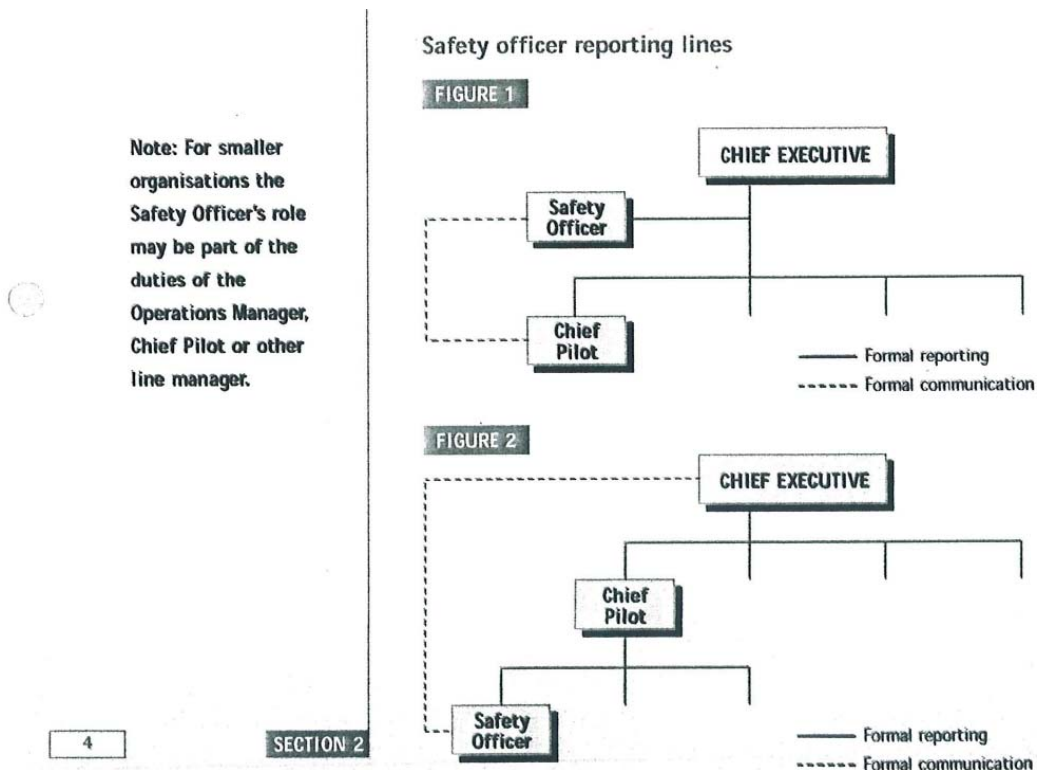 Safety officer reporting lines
FIGURE 1
Note: For smaller
organisations the
Safety Officer's role
may be part of the
duties of the
Operations Manager,
Chief Pilot or other
line manager.
CHIEF EXECUTIVE
Safety
Officer
Chief
Pilot
Formal reporting
Formal communication
FIGURE 2
CHIEF EXECUTIVE
Chief
Pilot
Safety
Officer
Formal reporting
Formal communication
4
SECTION 2